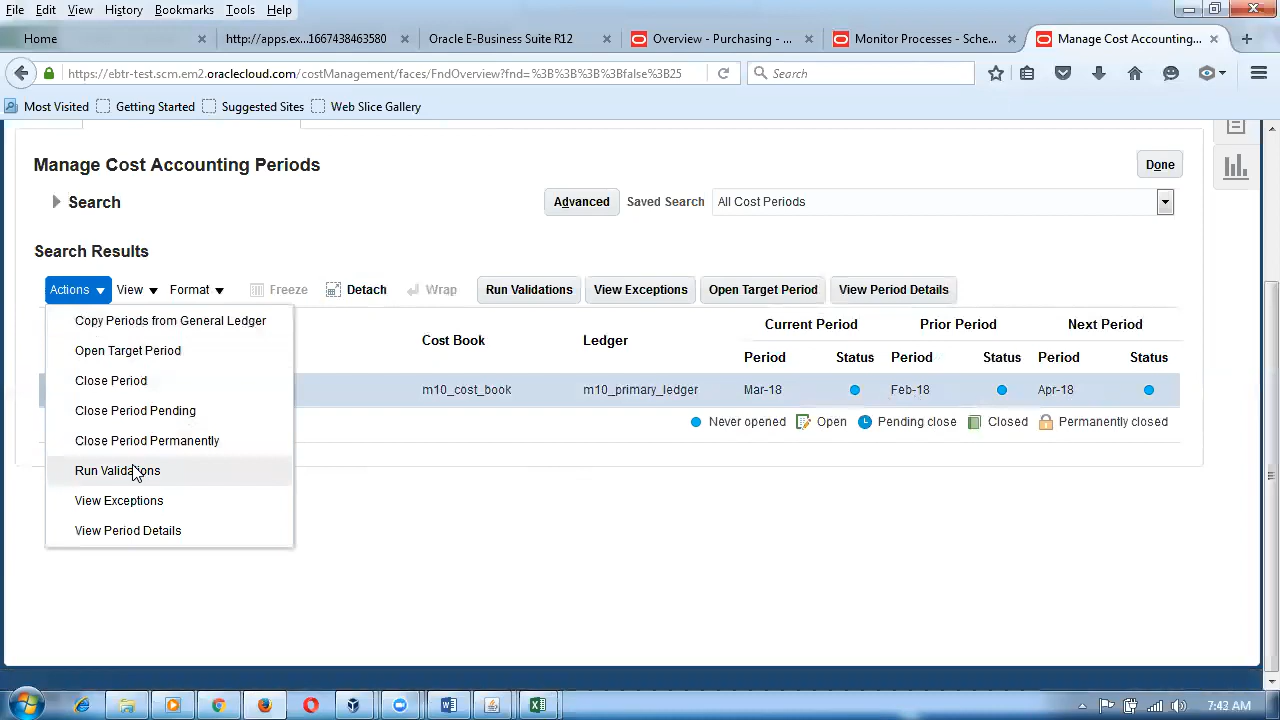 File Edit View History Bookmarks Tools Help
Home
http://apps.ex...1667438463580
Oracle E-Business Suite R12
Overview - Purchasing -...
Monitor Processes - Sche...
Manage Cost Accounting...
https://ebtr-test.scm.em2.oraclecloud.com/costManagement/faces/FndOverview?fnd=%3B%3B%3B%3Bfalse%3B25
Search
Most Visited Getting Started Suggested Sites Web Slice Gallery
Manage Cost Accounting Periods
Done
Search
Advanced Saved Search All Cost Periods
Search Results
Actions View Format Freeze Detach Wrap Run Validations View Exceptions Open Target Period View Period Details
Copy Periods from General Ledger
Open Target Period
Close Period
Close Period Pending
Close Period Permanently
Run Validations
View Exceptions
View Period Details
Cost Book Ledger Current Period Prior Period Next Period
Period Status Period Status Period Status
m10_cost_book m10_primary_ledger Mar-18 Feb-18 Apr-18
Never opened Open Pending close Closed Permanently closed
7:43 AM